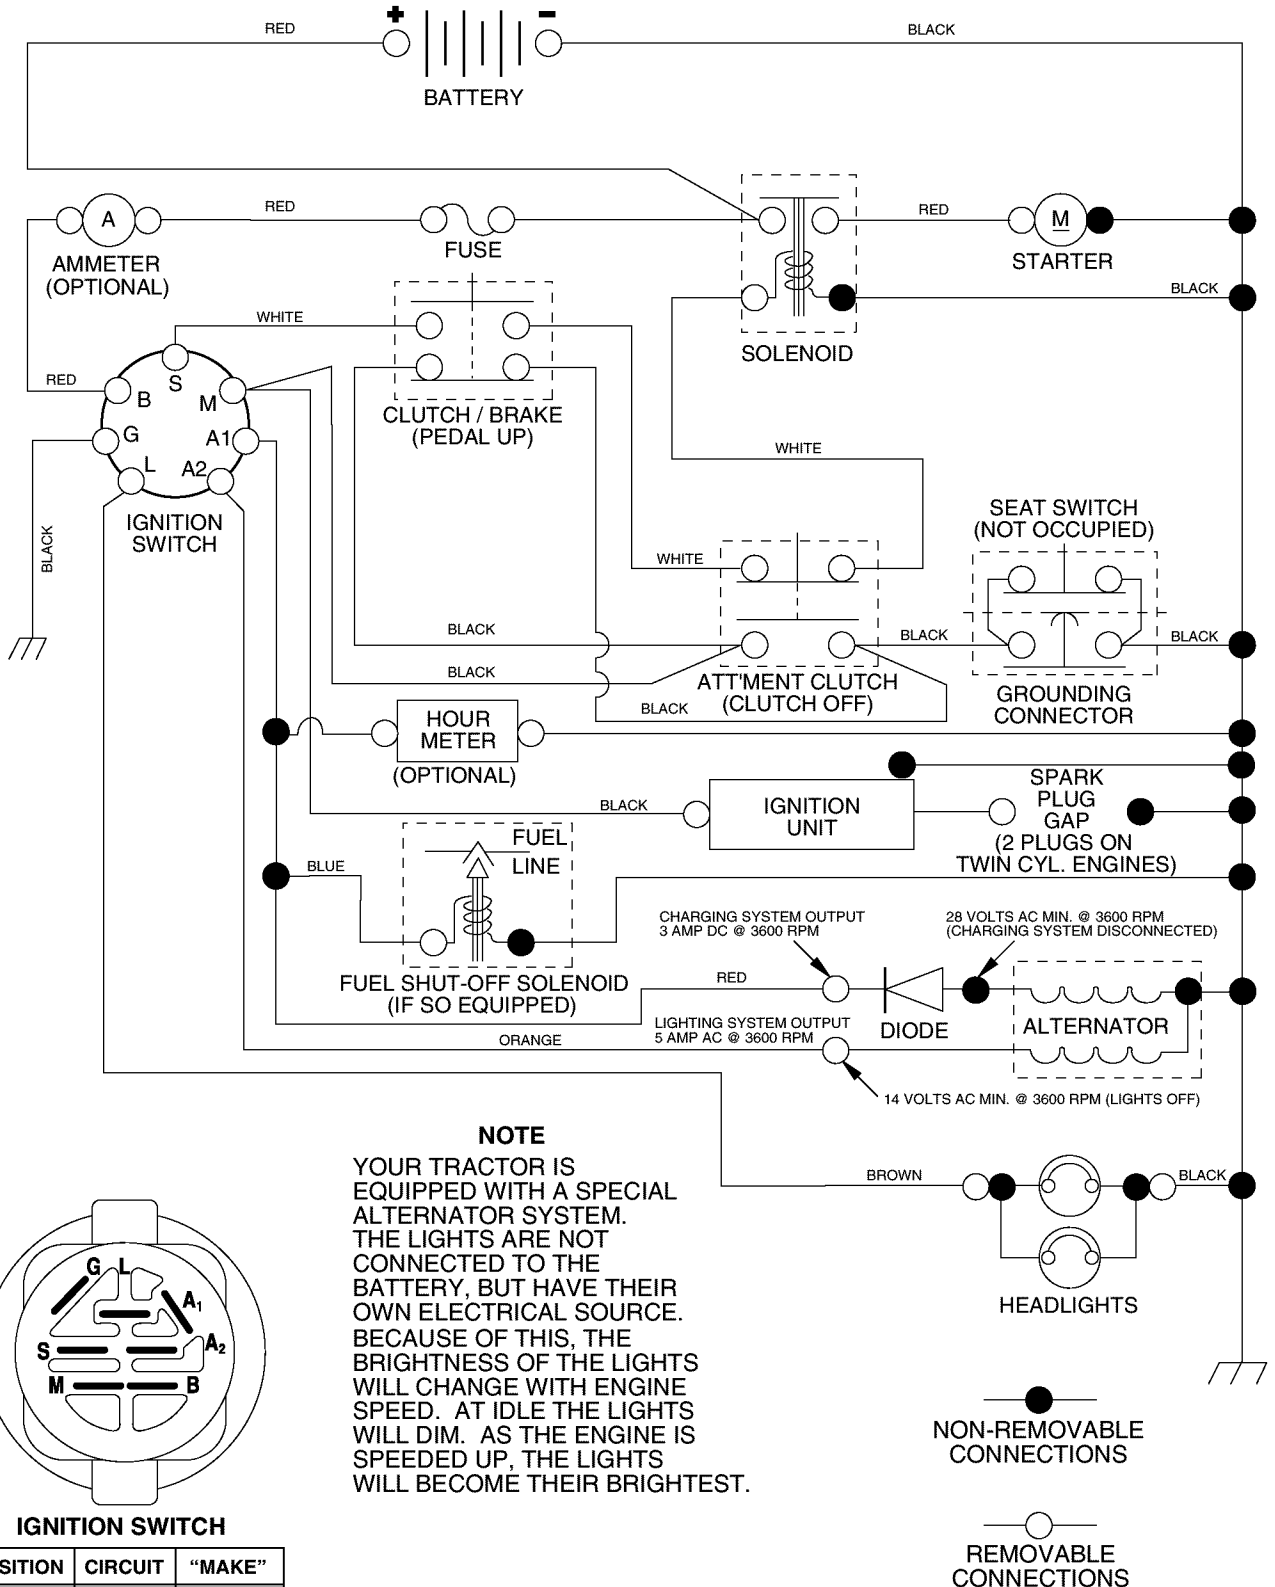 + -
RED
BLACK
BATTERY
A
RED
RED
M
AMMETER
(OPTIONAL)
FUSE
STARTER
WHITE
BLACK
SOLENOID
RED
S
B
M
G
A1
L
A2
CLUTCH / BRAKE
(PEDAL UP)
WHITE
IGNITION
SWITCH
BLACK
SEAT SWITCH
(NOT OCCUPIED)
WHITE
BLACK
BLACK
BLACK
BLACK
ATT'MENT CLUTCH
(CLUTCH OFF)
BLACK
GROUNDING
CONNECTOR
HOUR
METER
(OPTIONAL)
BLACK
IGNITION
UNIT
SPARK
PLUG
GAP
(2 PLUGS ON
TWIN CYL. ENGINES)
FUEL
LINE
BLUE
CHARGING SYSTEM OUTPUT
3 AMP DC @ 3600 RPM
28 VOLTS AC MIN. @ 3600 RPM
(CHARGING SYSTEM DISCONNECTED)
FUEL SHUT-OFF SOLENOID
(IF SO EQUIPPED)
RED
LIGHTING SYSTEM OUTPUT
5 AMP AC @ 3600 RPM
DIODE
ALTERNATOR
ORANGE
14 VOLTS AC MIN. @ 3600 RPM (LIGHTS OFF)
NOTE
YOUR TRACTOR IS
EQUIPPED WITH A SPECIAL
ALTERNATOR SYSTEM.
THE LIGHTS ARE NOT
CONNECTED TO THE
BATTERY, BUT HAVE THEIR
OWN ELECTRICAL SOURCE.
BECAUSE OF THIS, THE
BRIGHTNESS OF THE LIGHTS
WILL CHANGE WITH ENGINE
SPEED. AT IDLE THE LIGHTS
WILL DIM. AS THE ENGINE IS
SPEEDED UP, THE LIGHTS
WILL BECOME THEIR BRIGHTEST.
BROWN
BLACK
HEADLIGHTS
G L
A1
S
A2
M
B
IGNITION SWITCH
SITION CIRCUIT "MAKE"
NON-REMOVABLE
CONNECTIONS
REMOVABLE
CONNECTIONS